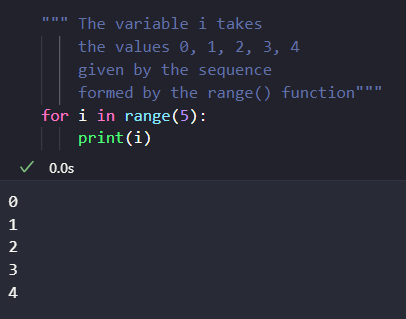 """ The variable i takes
the values 0, 1, 2, 3, 4
given by the sequence
formed by the range() function"""
for i in range(5):
print(i)
0.0s
0
1
2
3
4